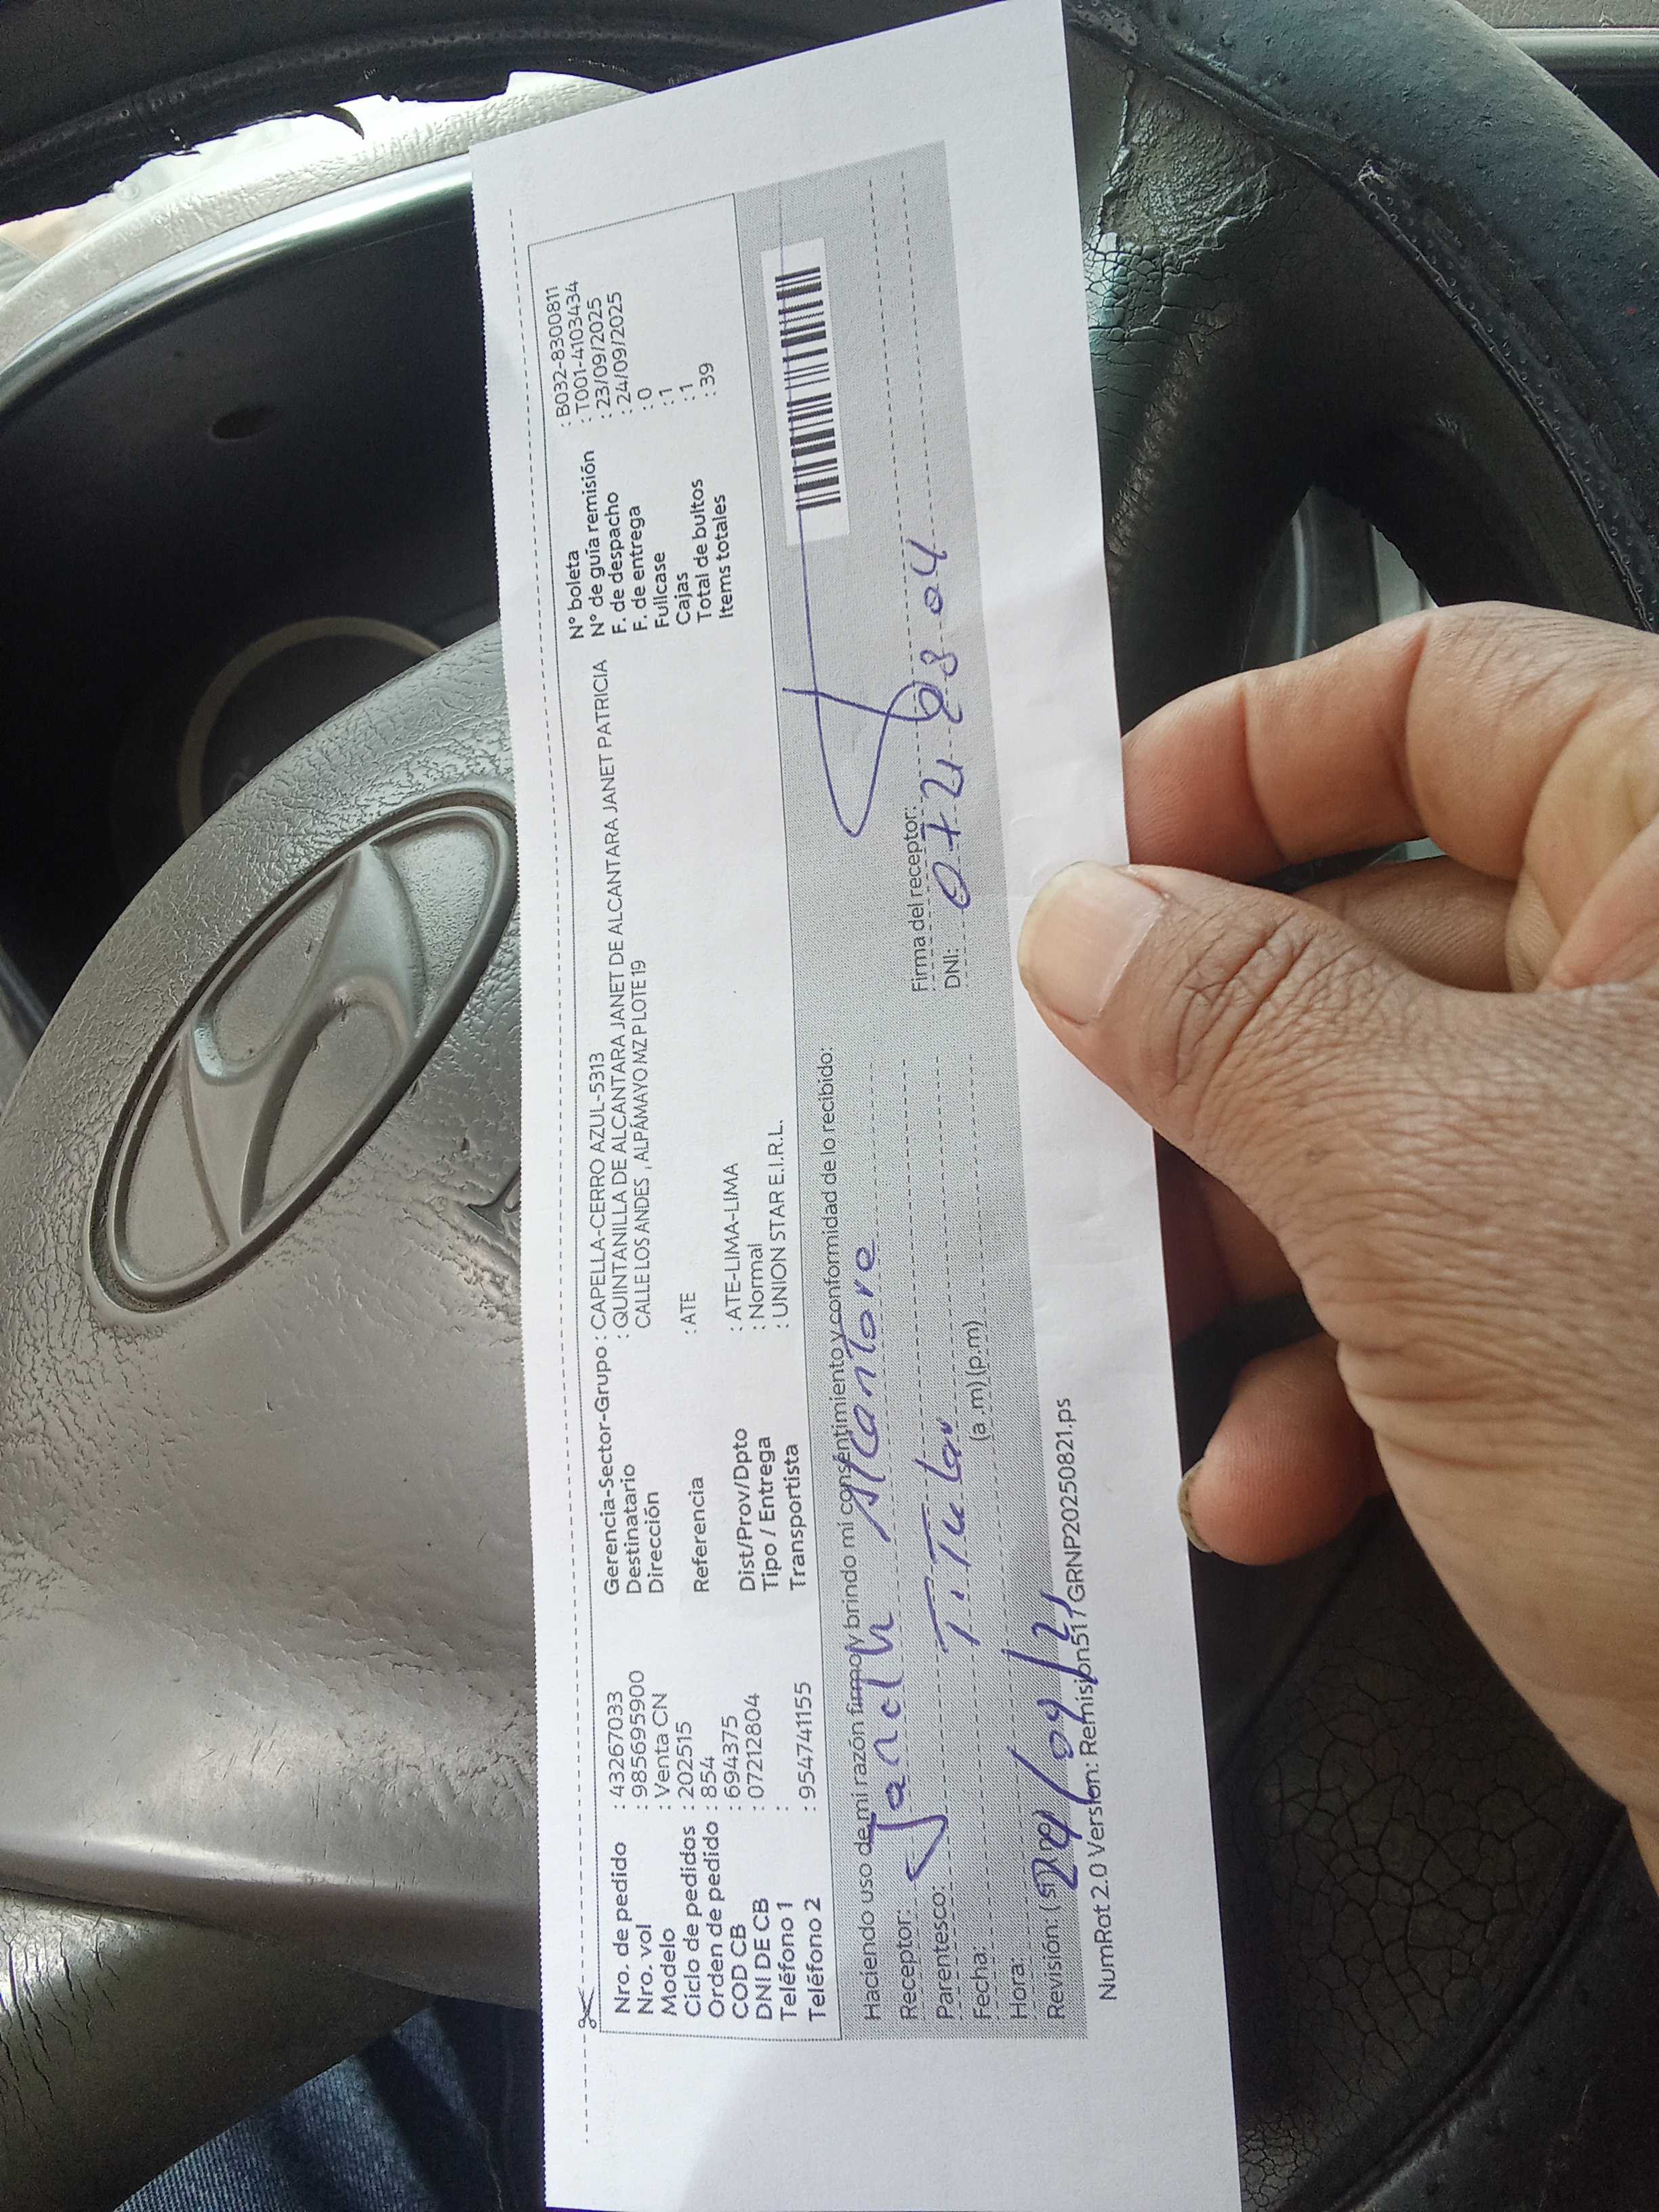 Nro. de pedido : 43267033
Nro. vol : 985695900
Modelo : Venta CN
Ciclo de pedidos : 202515
Orden de pedido : 854
COD CB : 694375
DNI DE CB : 07212804
Teléfono 1 :
Teléfono 2 : 954741155
Gerencia-Sector-Grupo : CAPELLA-CERRO AZUL-5313
Destinatario : QUINTANILLA DE ALCANTARA JANET DE ALCANTARA JANET PATRICIA
Dirección CALLE LOS ANDES , ALPAMAYO MZ P LOTE 19
Referencia : ATE
Dist/Prov/Dpto : ATE-LIMA-LIMA
Tipo / Entrega : Normal
Transportista : UNION STAR E.I.R.L.
N° boleta : B032-8300811
N° de guía remisión : T001-4103434
F. de despacho : 23/09/2025
F. de entrega : 24/09/2025
Fullcase : 0
Cajas : 1
Total de bultos : 1
Items totales : 39
Haciendo uso de mi razón firmo y brindo mi consentimiento y conformidad de lo recibido:
Receptor: Janeth Alcantara
Parentesco: Titular
Fecha:
Hora: (a .m) (p.m)
Revisión: (SI) 24/09/21
Firma del receptor:
DNI: 07212804
NumRot 2.0 Version: Remision517GRNP20250821.ps